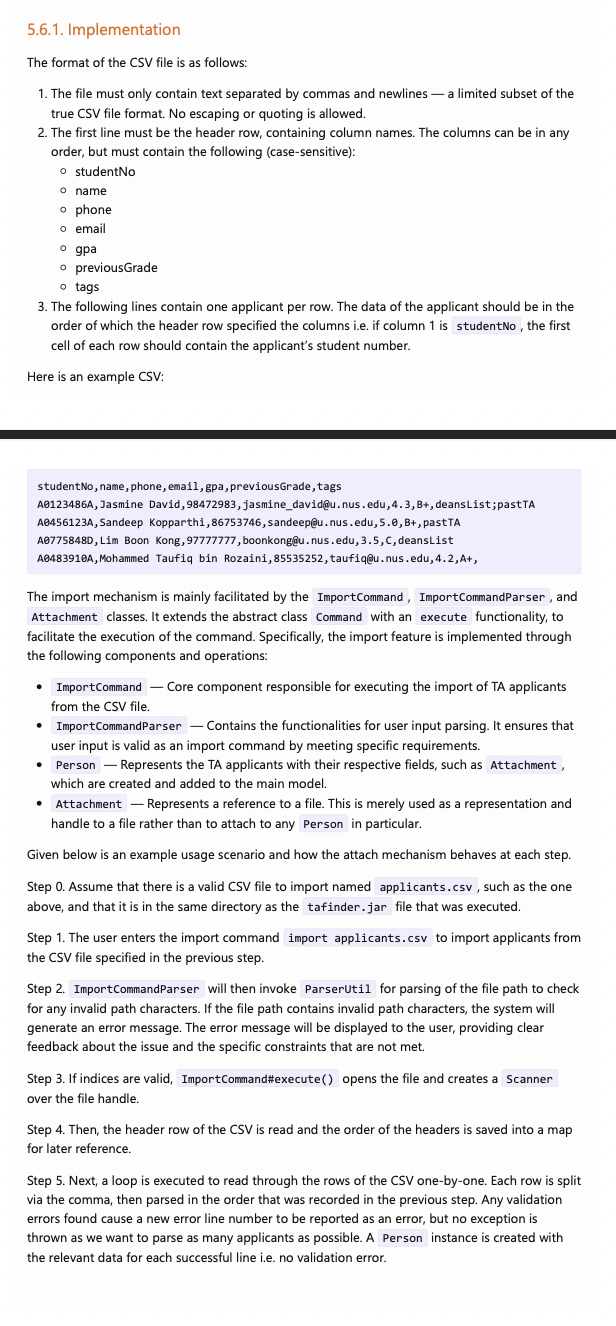 5.6.1. Implementation
The format of the CSV file is as follows:
1. The file must only contain text separated by commas and newlines — a limited subset of the
true CSV file format. No escaping or quoting is allowed.
2. The first line must be the header row, containing column names. The columns can be in any
order, but must contain the following (case-sensitive):
○ studentNo
○ name
○ phone
○ email
○ gpa
○ previousGrade
○ tags
3. The following lines contain one applicant per row. The data of the applicant should be in the
order of which the header row specified the columns i.e. if column 1 is studentNo, the first
cell of each row should contain the applicant's student number.
Here is an example CSV:
studentNo,name,phone,email,gpa,previousGrade,tags
A0123486A,Jasmine David,98472983,jasmine_david@u.nus.edu,4.3,B+,deansList;pastTA
A0456123A,Sandeep Kopparthi,86753746,sandeep@u.nus.edu,5.0,B+,pastTA
A0775848D,Lim Boon Kong,97777777,boonkong@u.nus.edu,3.5,C,deansList
A0483910A,Mohammed Taufiq bin Rozaini,85535252,taufiq@u.nus.edu,4.2,A+,
The import mechanism is mainly facilitated by the ImportCommand, ImportCommandParser, and
Attachment classes. It extends the abstract class Command with an execute functionality, to
facilitate the execution of the command. Specifically, the import feature is implemented through
the following components and operations:
• ImportCommand — Core component responsible for executing the import of TA applicants
from the CSV file.
• ImportCommandParser — Contains the functionalities for user input parsing. It ensures that
user input is valid as an import command by meeting specific requirements.
• Person — Represents the TA applicants with their respective fields, such as Attachment,
which are created and added to the main model.
• Attachment — Represents a reference to a file. This is merely used as a representation and
handle to a file rather than to attach to any Person in particular.
Given below is an example usage scenario and how the attach mechanism behaves at each step.
Step 0. Assume that there is a valid CSV file to import named applicants.csv, such as the one
above, and that it is in the same directory as the tafinder.jar file that was executed.
Step 1. The user enters the import command import applicants.csv to import applicants from
the CSV file specified in the previous step.
Step 2. ImportCommandParser will then invoke ParserUtil for parsing of the file path to check
for any invalid path characters. If the file path contains invalid path characters, the system will
generate an error message. The error message will be displayed to the user, providing clear
feedback about the issue and the specific constraints that are not met.
Step 3. If indices are valid, ImportCommand#execute() opens the file and creates a Scanner
over the file handle.
Step 4. Then, the header row of the CSV is read and the order of the headers is saved into a map
for later reference.
Step 5. Next, a loop is executed to read through the rows of the CSV one-by-one. Each row is split
via the comma, then parsed in the order that was recorded in the previous step. Any validation
errors found cause a new error line number to be reported as an error, but no exception is
thrown as we want to parse as many applicants as possible. A Person instance is created with
the relevant data for each successful line i.e. no validation error.